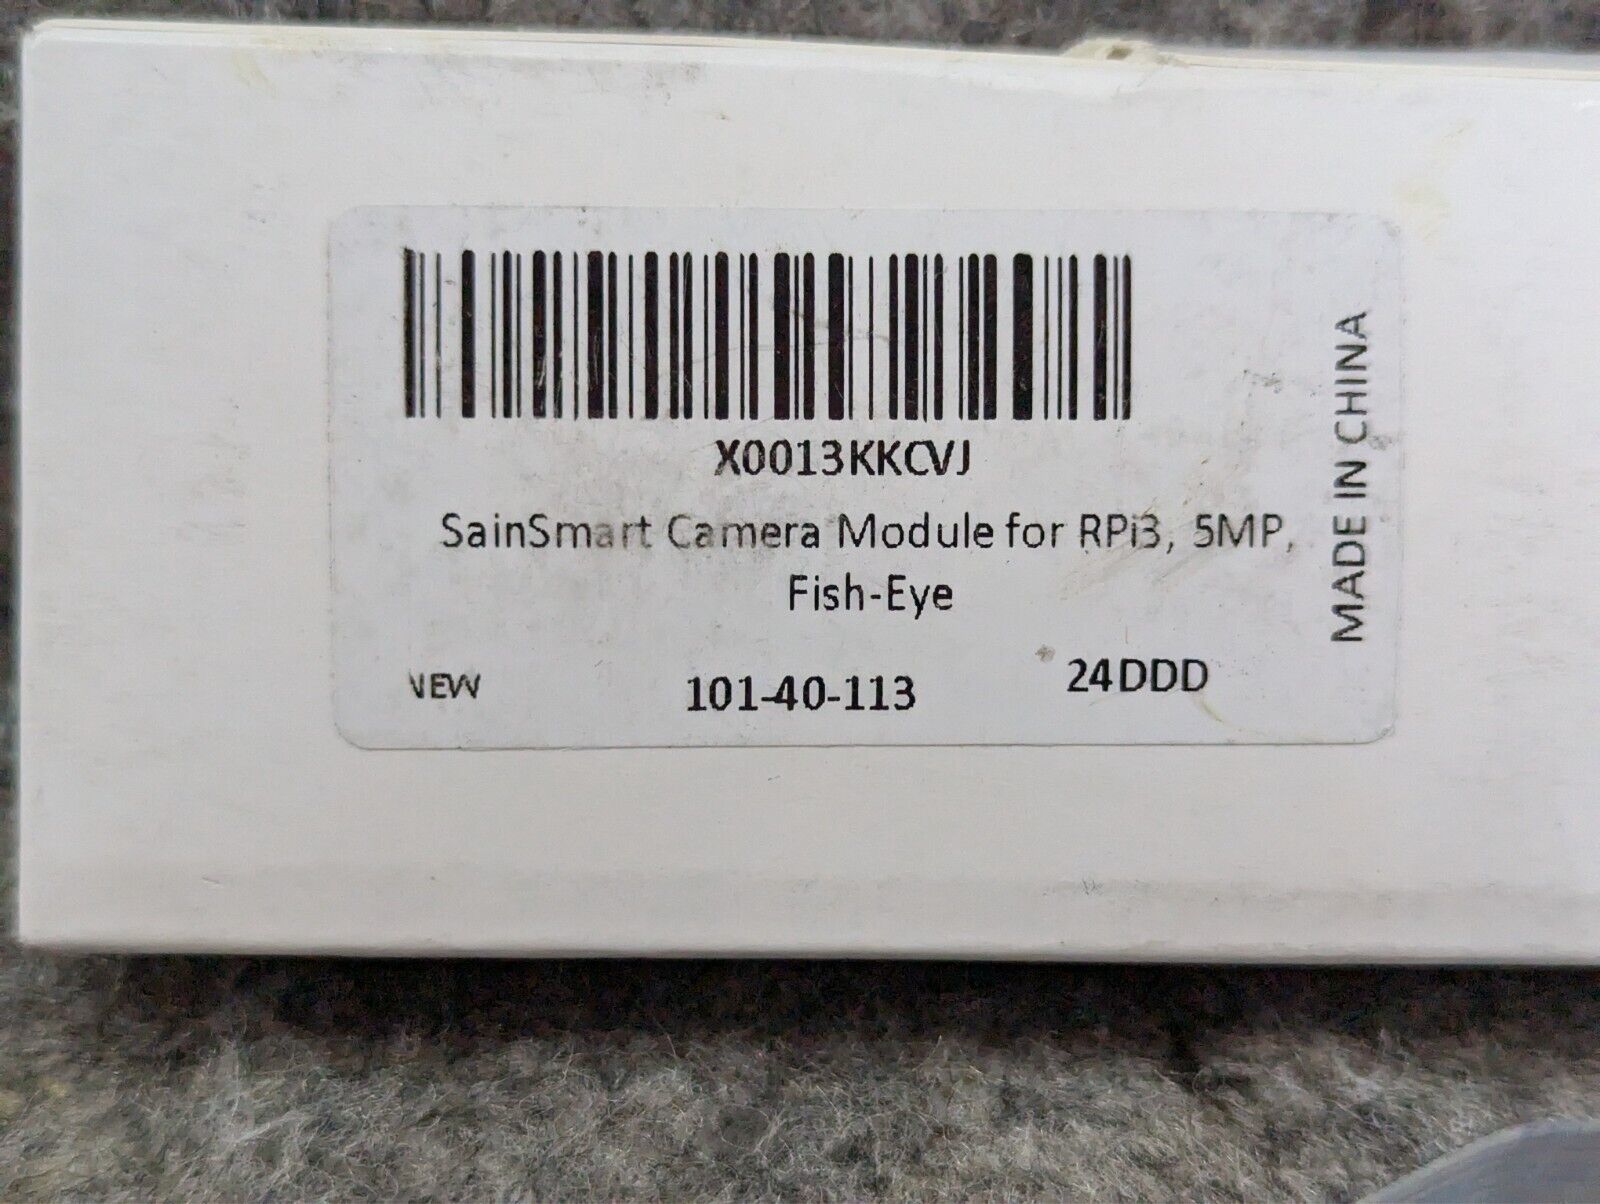 X0013KKCVJ
SainSmart Camera Module for RPi3, 5MP,
Fish-Eye
NEW
101-40-113
24DDD
MADE IN CHINA